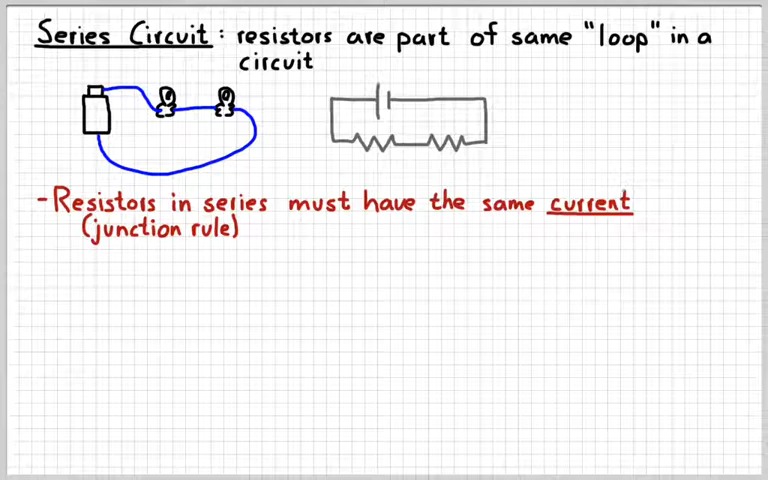 Series Circuit : resistors are part of same "loop" in a
circuit
- Resistors in series must have the same current
(junction rule)